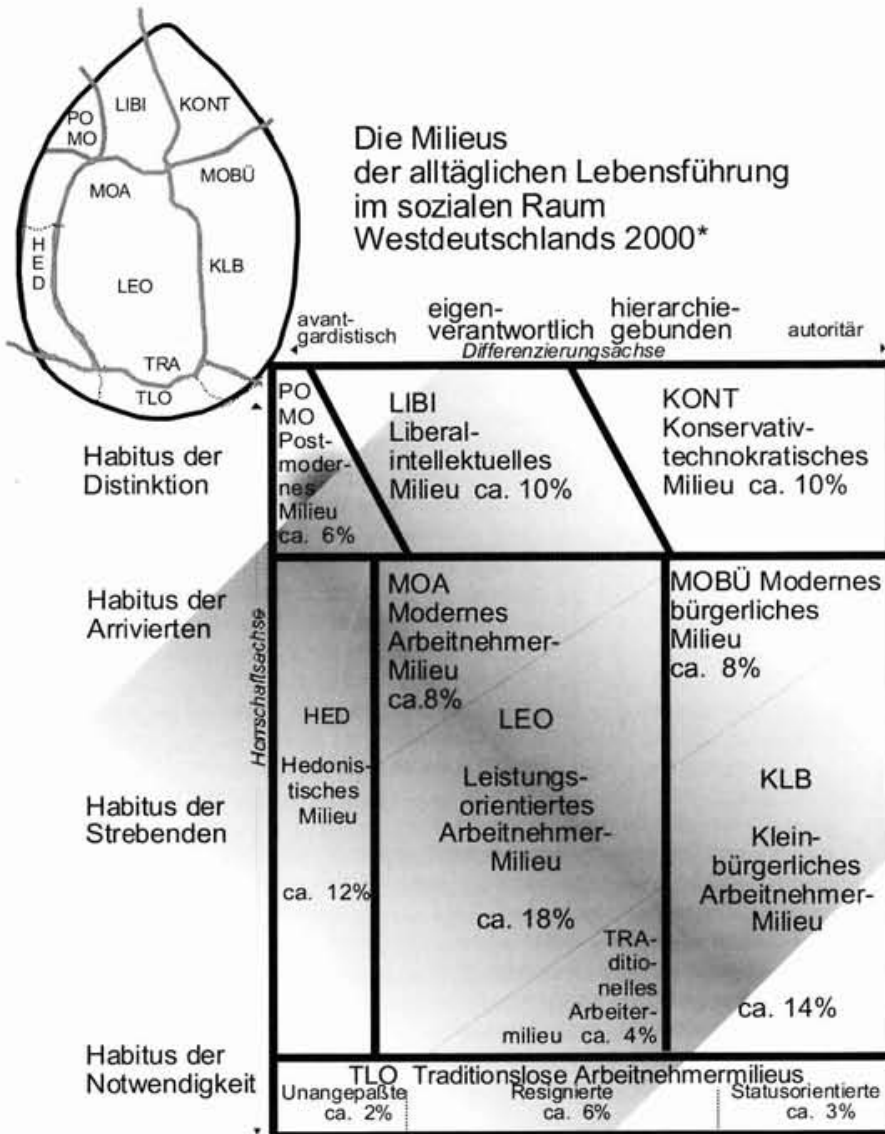 PO
MO
LIBI
KONT
MOA
MOBÜ
H
E
D
LEO
KLB
TRA
TLO
Die Milieus
der alltäglichen Lebensführung
im sozialen Raum
Westdeutschlands 2000*
avant-
gardistisch
eigen-
verantwortlich
hierarchie-
gebunden
autoritär
Differenzierungsachse
Herrschaftsachse
Habitus der
Distinktion
PO
MO
Post-
moder-
nes
Milieu
ca. 6%
LIBI
Liberal-
intellektuelles
Milieu ca. 10%
KONT
Konservativ-
technokratisches
Milieu ca. 10%
Habitus der
Arrivierten
MOA
Modernes
Arbeitnehmer-
Milieu
ca.8%
MOBÜ Modernes
bürgerliches
Milieu
ca. 8%
Habitus der
Strebenden
HED
Hedonis-
tisches
Milieu
ca. 12%
LEO
Leistungs-
orientiertes
Arbeitnehmer-
Milieu
ca. 18%
KLB
Klein-
bürgerliches
Arbeitnehmer-
Milieu
ca. 14%
TRA-
ditio-
nelles
Arbeiter-
milieu ca. 4%
Habitus der
Notwendigkeit
TLO Traditionslose Arbeitnehmermilieus
Unangepaßte
ca. 2%
Resignierte
ca. 6%
Statusorientierte
ca. 3%